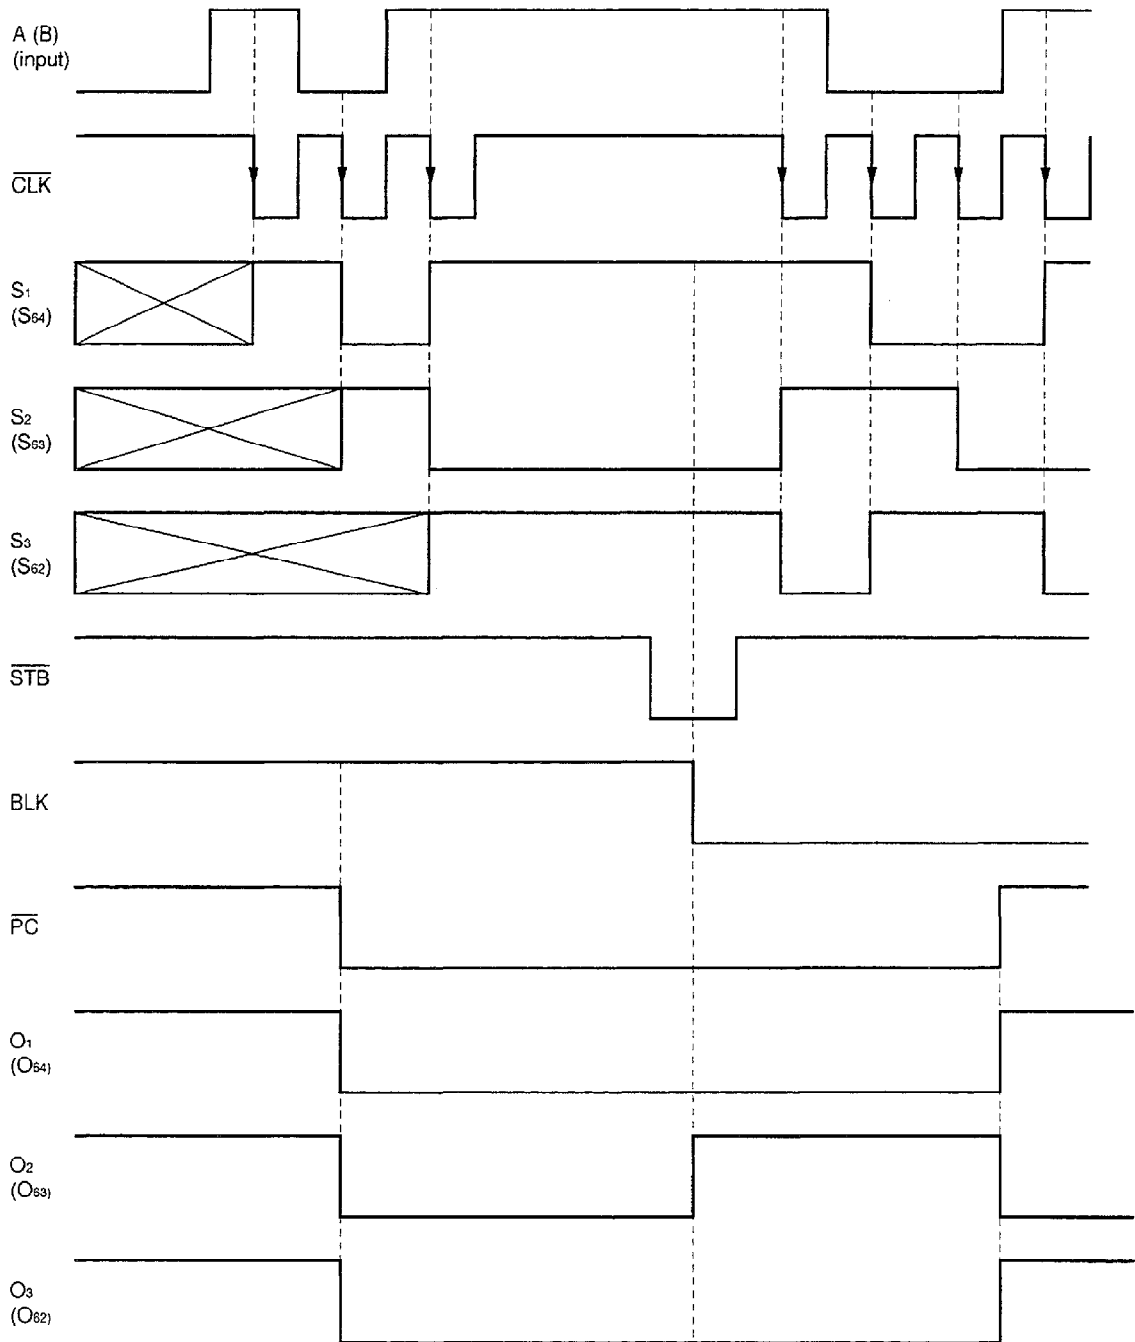 A (B)
(input)
CLK
S1
(S64)
S2
(S63)
S3
(S62)
STB
BLK
PC
O1
(O64)
O2
(O63)
O3
(O62)